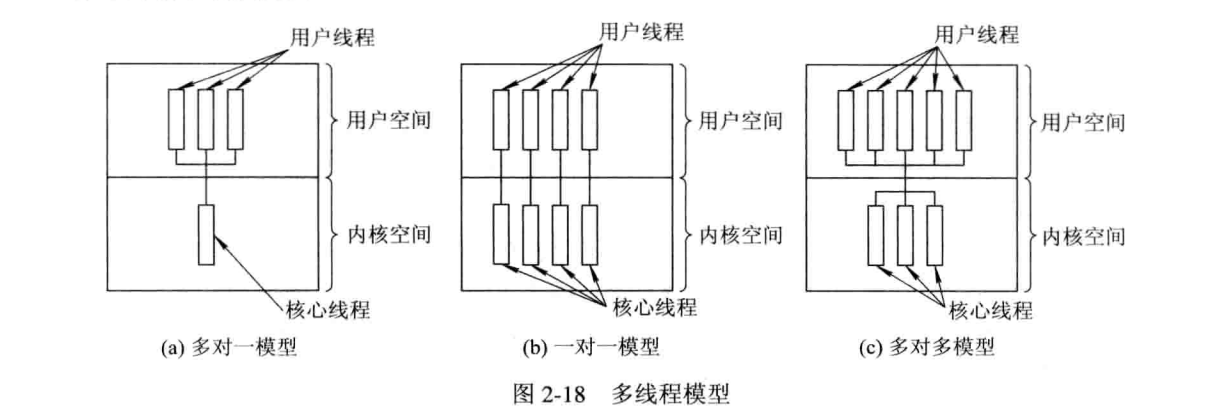 用户线程 用户线程 用户线程
用户空间 用户空间 用户空间
内核空间 内核空间 内核空间
核心线程 核心线程 核心线程
(a) 多对一模型 (b) 一对一模型 (c) 多对多模型
图 2-18 多线程模型